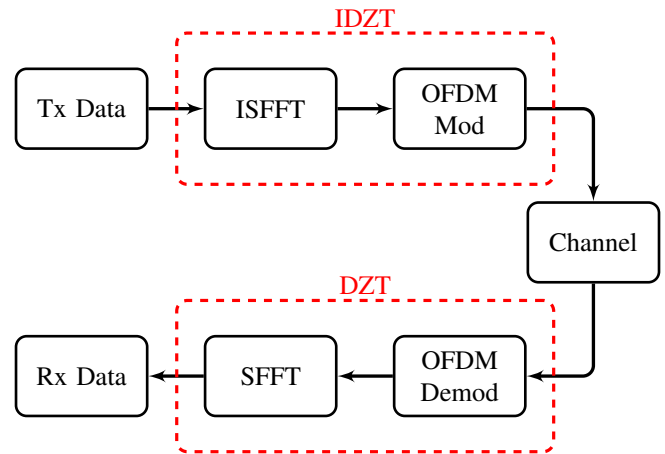 IDZT
Tx Data
ISFFT
OFDM
Mod
Channel
DZT
Rx Data
SFFT
OFDM
Demod